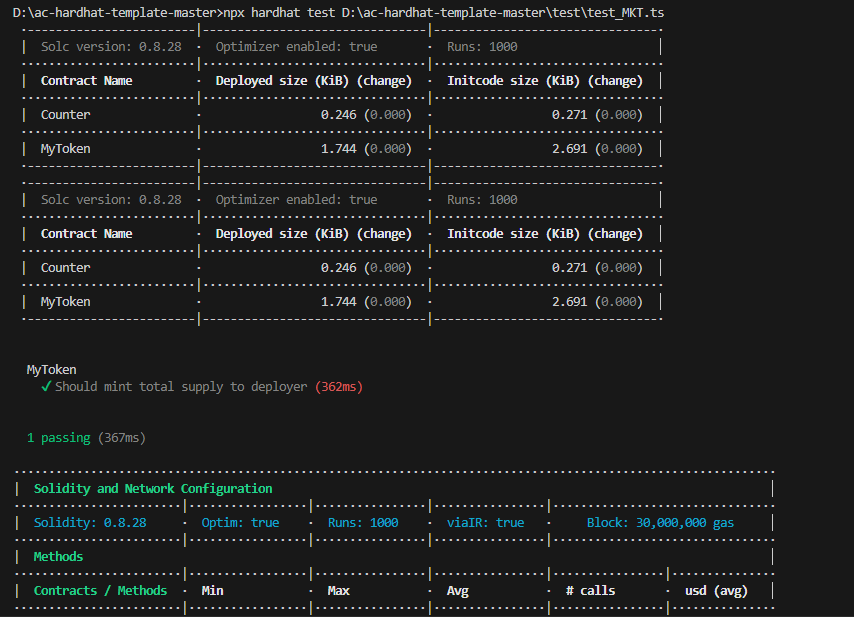 D:\ac-hardhat-template-master>npx hardhat test D:\ac-hardhat-template-master\test\test_MKT.ts
| Solc version: 0.8.28 · Optimizer enabled: true · Runs: 1000 |
| Contract Name · Deployed size (KiB) (change) · Initcode size (KiB) (change) |
| Counter · 0.246 (0.000) · 0.271 (0.000) |
| MyToken · 1.744 (0.000) · 2.691 (0.000) |
| Solc version: 0.8.28 · Optimizer enabled: true · Runs: 1000 |
| Contract Name · Deployed size (KiB) (change) · Initcode size (KiB) (change) |
| Counter · 0.246 (0.000) · 0.271 (0.000) |
| MyToken · 1.744 (0.000) · 2.691 (0.000) |
MyToken
✓ Should mint total supply to deployer (362ms)
1 passing (367ms)
| Solidity and Network Configuration |
| Solidity: 0.8.28 · Optim: true · Runs: 1000 · viaIR: true · Block: 30,000,000 gas |
| Methods |
| Contracts / Methods · Min · Max · Avg · # calls · usd (avg) |